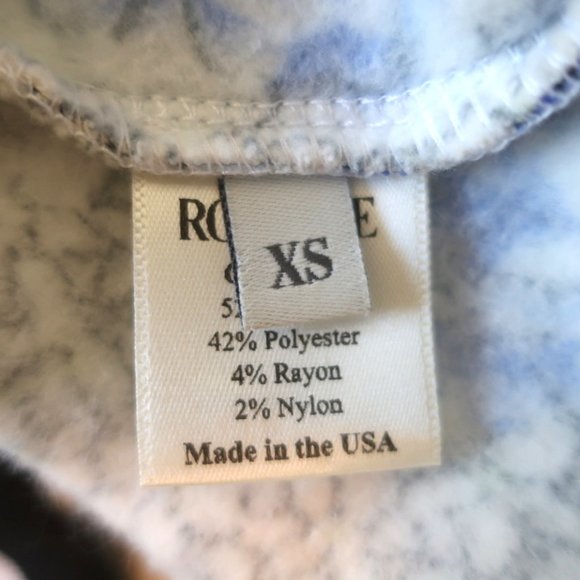 XS
42% Polyester
4% Rayon
2% Nylon
Made in the USA